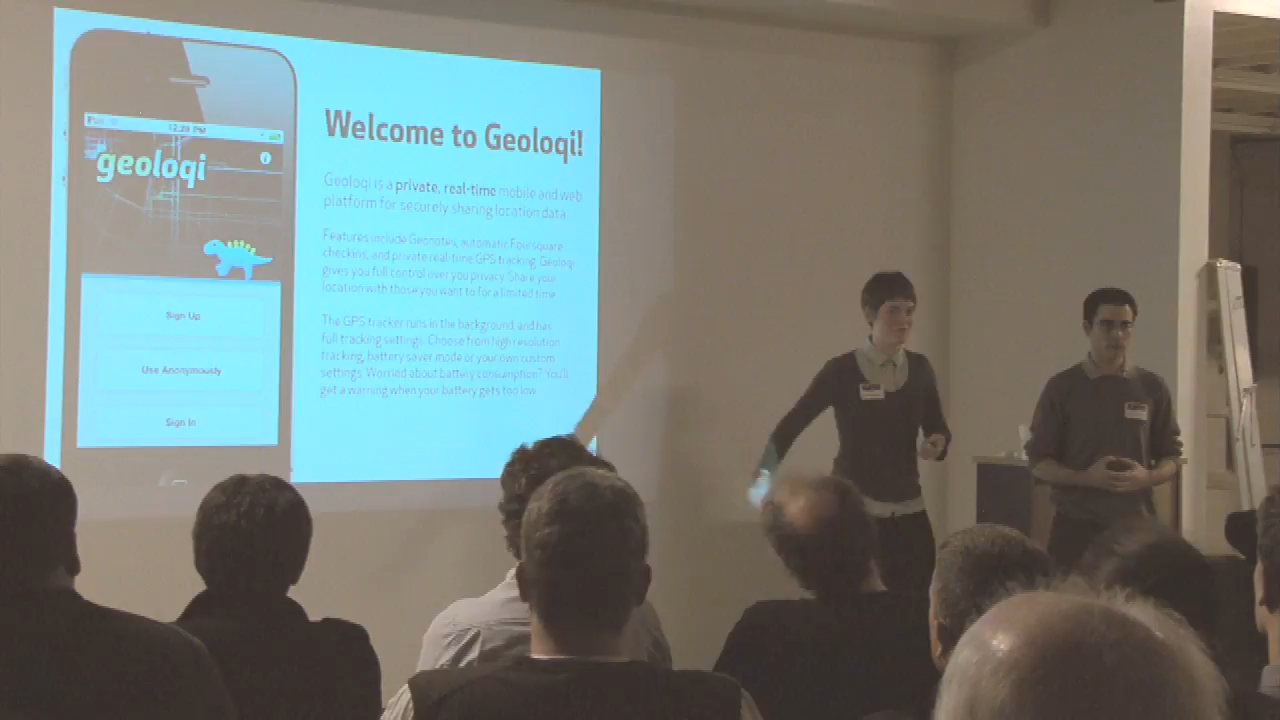 12:29 PM
geoloqi
i
Sign Up
Use Anonymously
Sign In
Welcome to Geoloqi!
Geoloqi is a private, real-time mobile and web
platform for securely sharing location data.
Features include Geonotes, automatic Foursquare
checkins, and private real-time GPS tracking. Geoloqi
gives you full control over you privacy. Share your
location with those you want to for a limited time.
The GPS tracker runs in the background, and has
full tracking settings. Choose from high resolution
tracking, battery saver mode or your own custom
settings. Worried about battery consumption? You'll
get a warning when your battery gets too low.